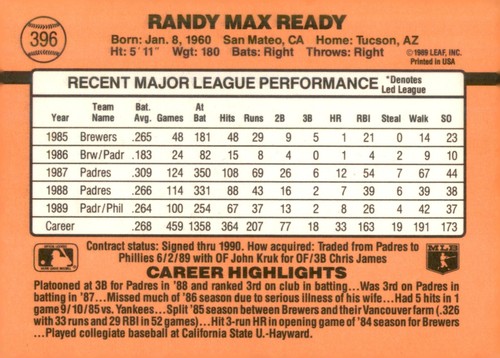 396
RANDY MAX READY
Born: Jan. 8, 1960 San Mateo, CA Home: Tucson, AZ
Ht: 5' 11" Wgt: 180 Bats: Right Throws: Right
©1989 LEAF, INC.
Printed in USA
RECENT MAJOR LEAGUE PERFORMANCE *Denotes Led League
Year Team Name Bat. Avg. Games At Bat Hits Runs 2B 3B HR RBI Steal Walk SO
1985 Brewers .265 48 181 48 29 9 5 1 21 0 14 23
1986 Brw/Padr .183 24 82 15 8 4 0 1 4 2 9 10
1987 Padres .309 124 350 108 69 26 6 12 54 7 67 44
1988 Padres .266 114 331 88 43 16 2 7 39 6 39 38
1989 Padr/Phil .264 100 254 67 37 13 2 8 26 4 42 37
Career .268 459 1358 364 207 77 18 33 163 19 191 173
Contract status: Signed thru 1990. How acquired: Traded from Padres to
Phillies 6/2/89 with OF John Kruk for OF/3B Chris James
MLB
CAREER HIGHLIGHTS
Platooned at 3B for Padres in '88 and ranked 3rd on club in batting ...Was 3rd on Padres in
batting in '87...Missed much of '86 season due to serious illness of his wife...Had 5 hits in
1 game 9/10/85 vs. Yankees...Split '85 season between Brewers and their Vancouver farm (.326
with 33 runs and 29 RBI in 52 games)...Hit 3-run HR in opening game of '84 season for Brewers
...Played collegiate baseball at California State U.-Hayward.